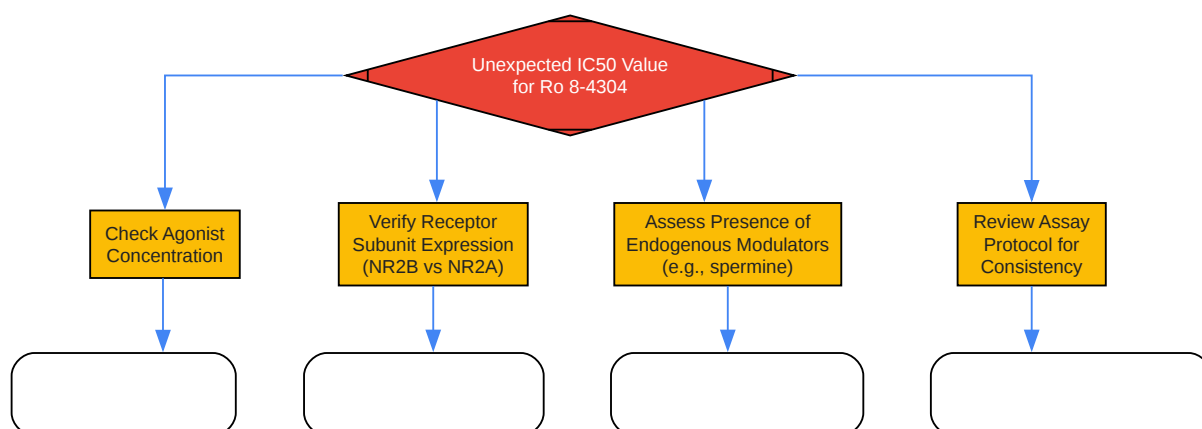 Unexpected IC50 Value
for Ro 8-4304
Check Agonist
Concentration
Verify Receptor
Subunit Expression
(NR2B vs NR2A)
Assess Presence of
Endogenous Modulators
(e.g., spermine)
Review Assay
Protocol for
Consistency